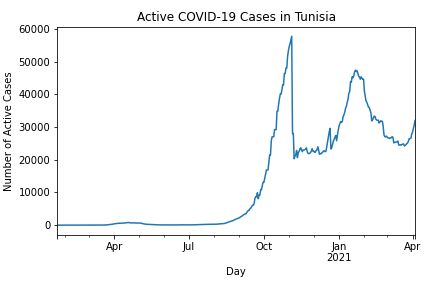 Active COVID-19 Cases in Tunisia
60000
50000
40000
30000
20000
10000
0
Number of Active Cases
Apr
Jul
Oct
Jan
2021
Apr
Day